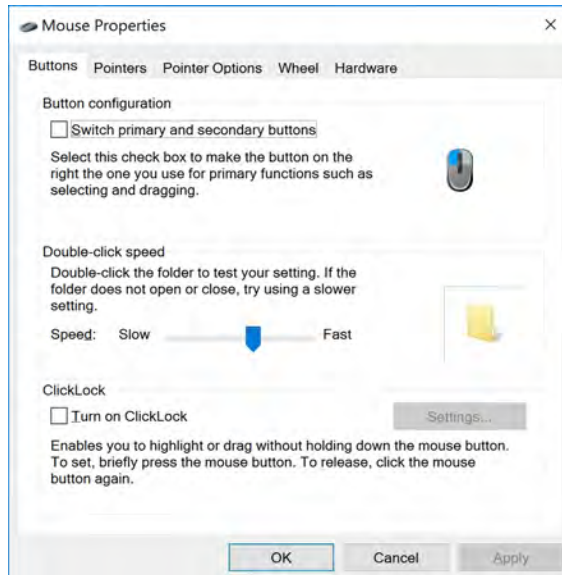 Mouse Properties
Buttons Pointers Pointer Options Wheel Hardware
Button configuration
Switch primary and secondary buttons
Select this check box to make the button on the
right the one you use for primary functions such as
selecting and dragging.
Double-click speed
Double-click the folder to test your setting. If the
folder does not open or close, try using a slower
setting.
Speed: Slow Fast
ClickLock
Turn on ClickLock Settings...
Enables you to highlight or drag without holding down the mouse button.
To set, briefly press the mouse button. To release, click the mouse
button again.
OK Cancel Apply